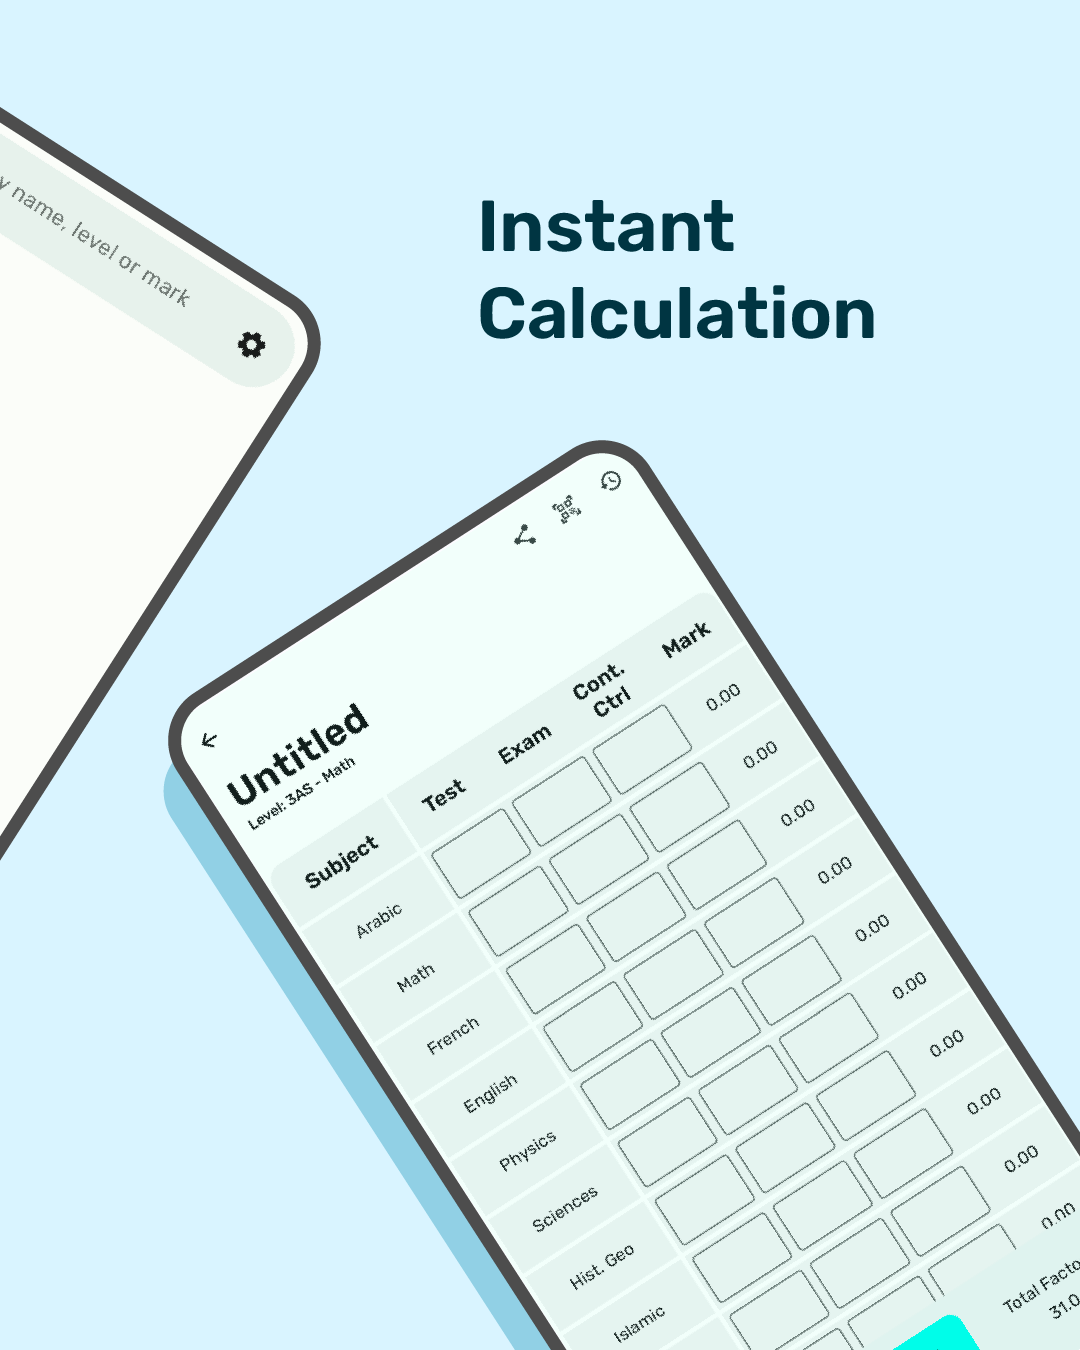 Instant
Calculation
y name, level or mark
Untitled
Level: 3AS - Math
Subject
Test
Exam
Cont.
Ctrl
Mark
Arabic
0.00
Math
0.00
French
0.00
English
0.00
Physics
0.00
Sciences
0.00
Hist. Geo
0.00
Islamic
0.00
0.00
0.00
Total Facto
31.0